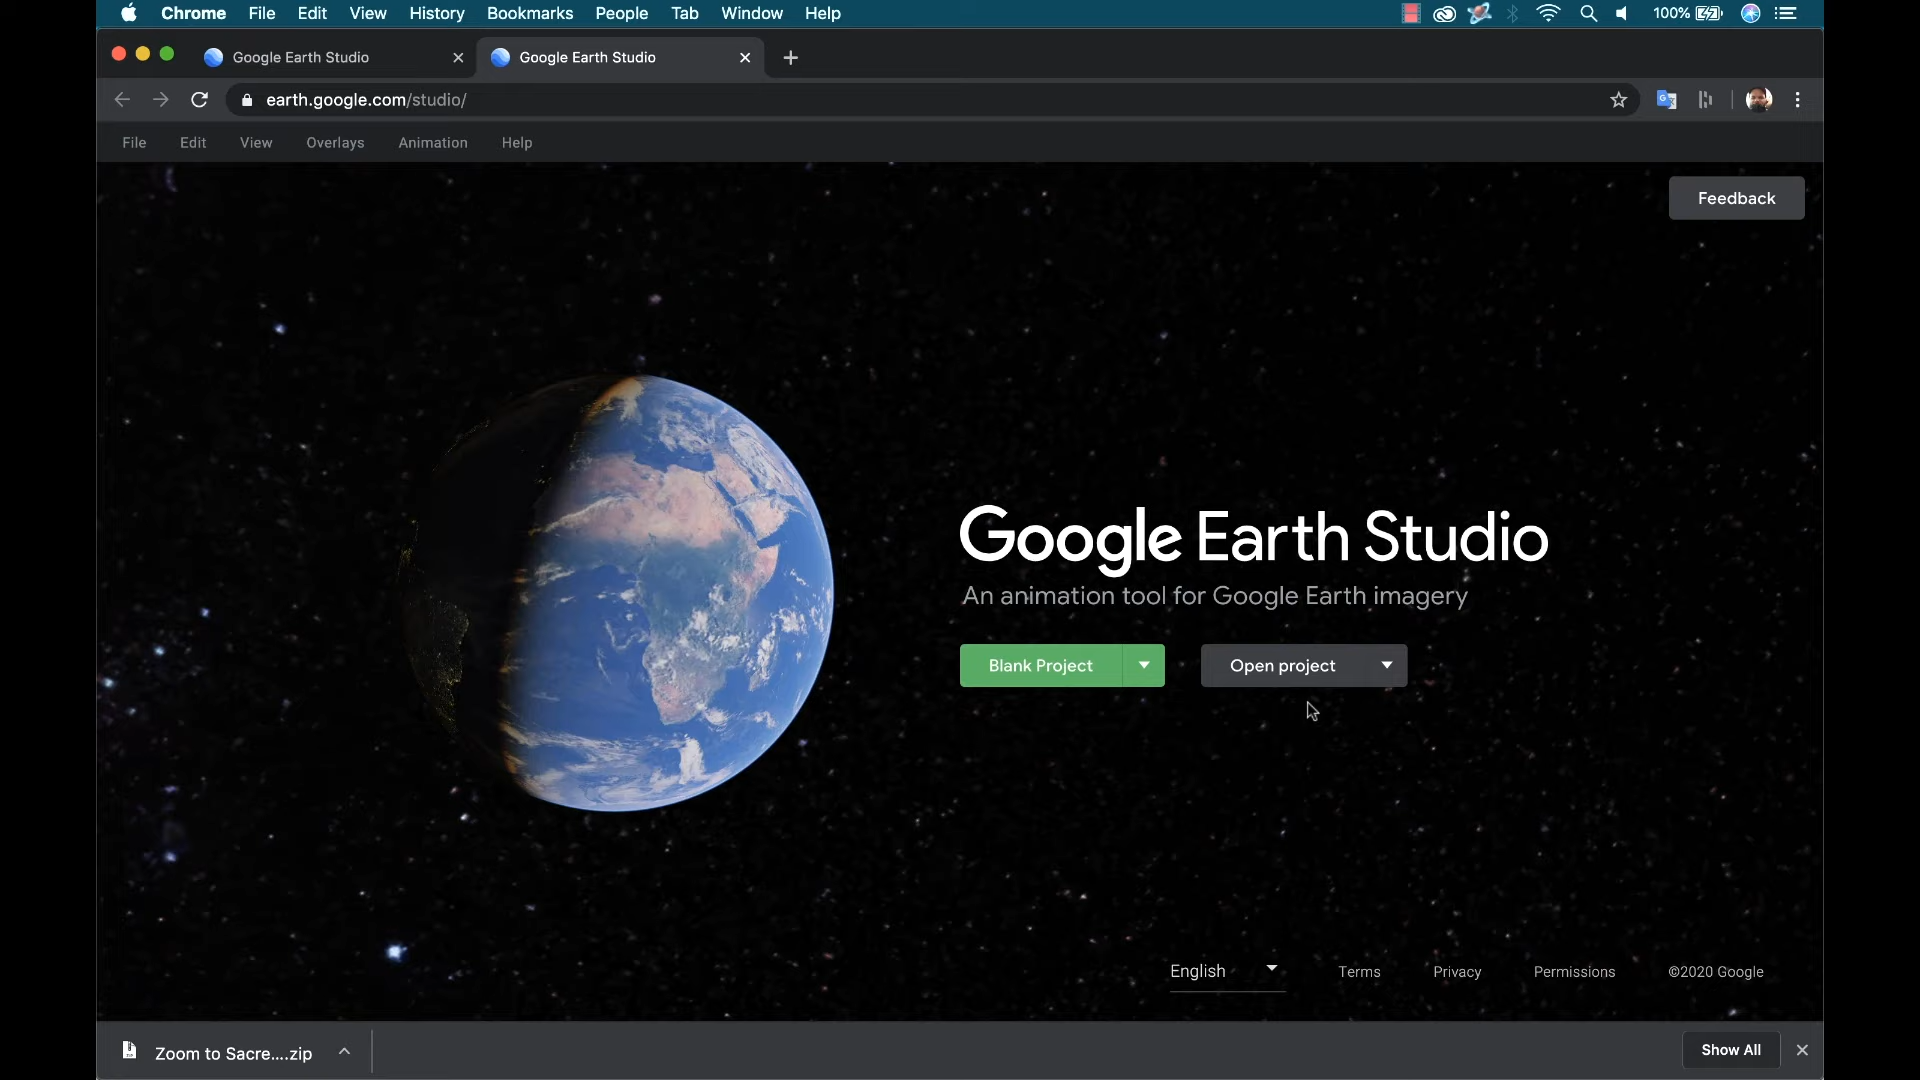 Chrome File Edit View History Bookmarks People Tab Window Help 100%
Google Earth Studio Google Earth Studio
earth.google.com/studio/
File Edit View Overlays Animation Help
Feedback
Google Earth Studio
An animation tool for Google Earth imagery
Blank Project Open project
English Terms Privacy Permissions ©2020 Google
Zoom to Sacre....zip Show All